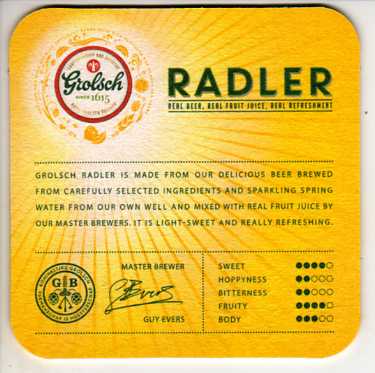 Grolsch
SINCE 1615
RADLER
REAL BEER, REAL FRUIT JUICE, REAL REFRESHMENT
GROLSCH RADLER IS MADE FROM OUR DELICIOUS BEER BREWED
FROM CAREFULLY SELECTED INGREDIENTS AND SPARKLING SPRING
WATER FROM OUR OWN WELL AND MIXED WITH REAL FRUIT JUICE BY
OUR MASTER BREWERS. IT IS LIGHT-SWEET AND REALLY REFRESHING.
G B
MASTER BREWER
GUY EVERS
SWEET
HOPPYNESS
BITTERNESS
FRUITY
BODY